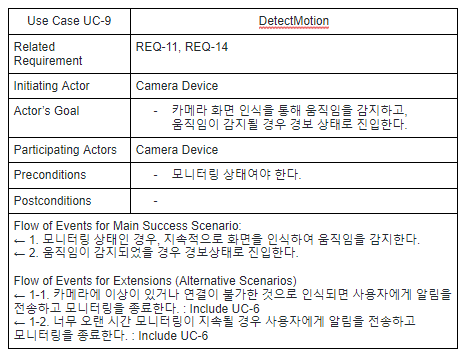 Use Case UC-9 DetectMotion
Related REQ-11, REQ-14
Requirement
Initiating Actor Camera Device
Actor's Goal - 카메라 화면 인식을 통해 움직임을 감지하고,
움직임이 감지될 경우 경보 상태로 진입한다.
Participating Actors Camera Device
Preconditions - 모니터링 상태여야 한다.
Postconditions -
Flow of Events for Main Success Scenario:
← 1. 모니터링 상태인 경우, 지속적으로 화면을 인식하여 움직임을 감지한다.
← 2. 움직임이 감지되었을 경우 경보상태로 진입한다.
Flow of Events for Extensions (Alternative Scenarios)
← 1-1. 카메라에 이상이 있거나 연결이 불가한 것으로 인식되면 사용자에게 알림을
전송하고 모니터링을 종료한다. : Include UC-6
← 1-2. 너무 오랜 시간 모니터링이 지속될 경우 사용자에게 알림을 전송하고
모니터링을 종료한다. : Include UC-6